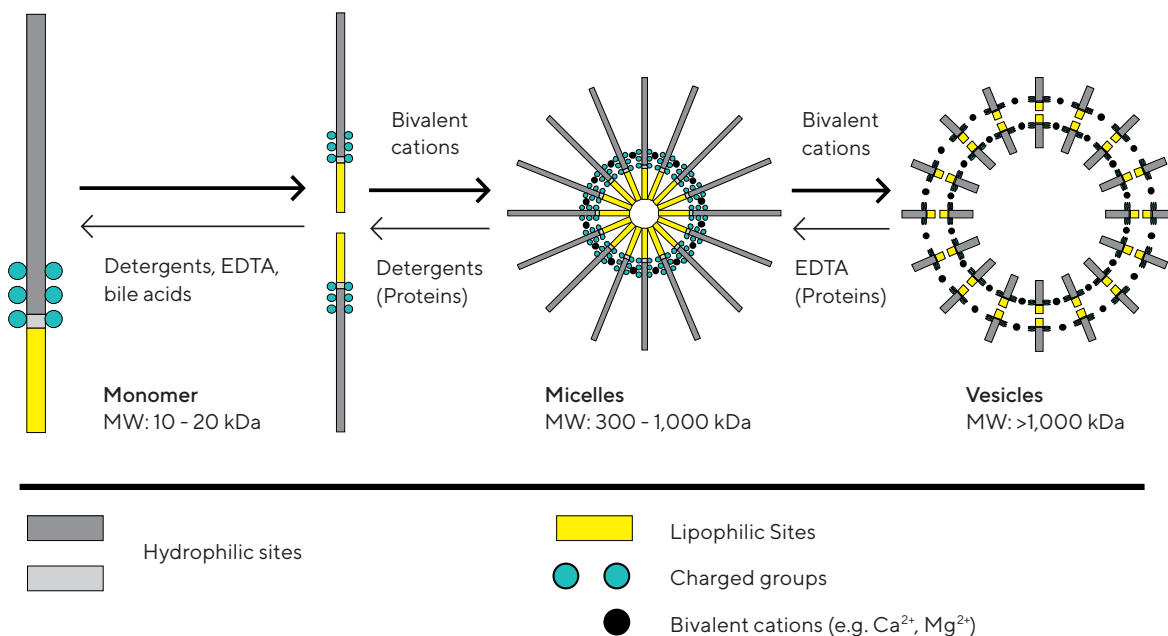 Bivalent
cations
Bivalent
cations
Detergents, EDTA,
bile acids
Detergents
(Proteins)
EDTA
(Proteins)
Monomer
MW: 10 - 20 kDa
Micelles
MW: 300 - 1,000 kDa
Vesicles
MW: >1,000 kDa
Hydrophilic sites
Lipophilic Sites
Charged groups
Bivalent cations (e.g. Ca²⁺, Mg²⁺)